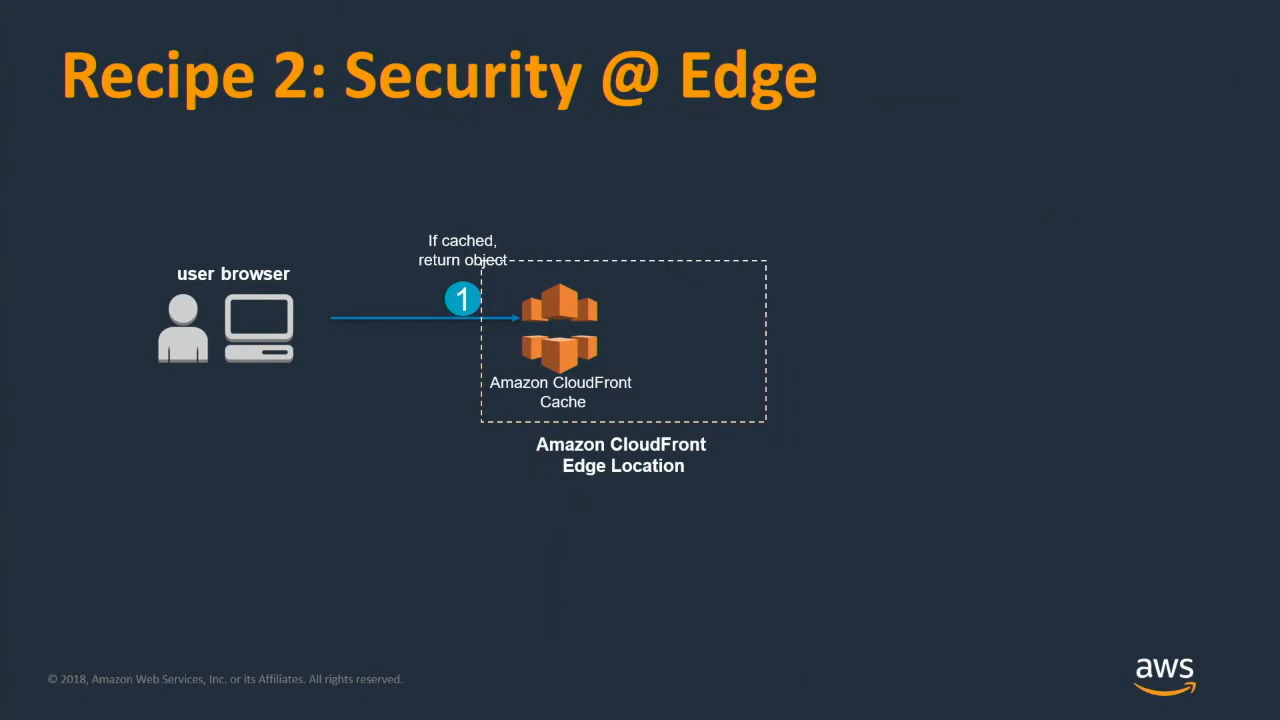 Recipe 2: Security @ Edge
If cached,
return object
user browser
1
Amazon CloudFront
Cache
Amazon CloudFront
Edge Location
© 2018, Amazon Web Services, Inc. or its Affiliates. All rights reserved.
aws